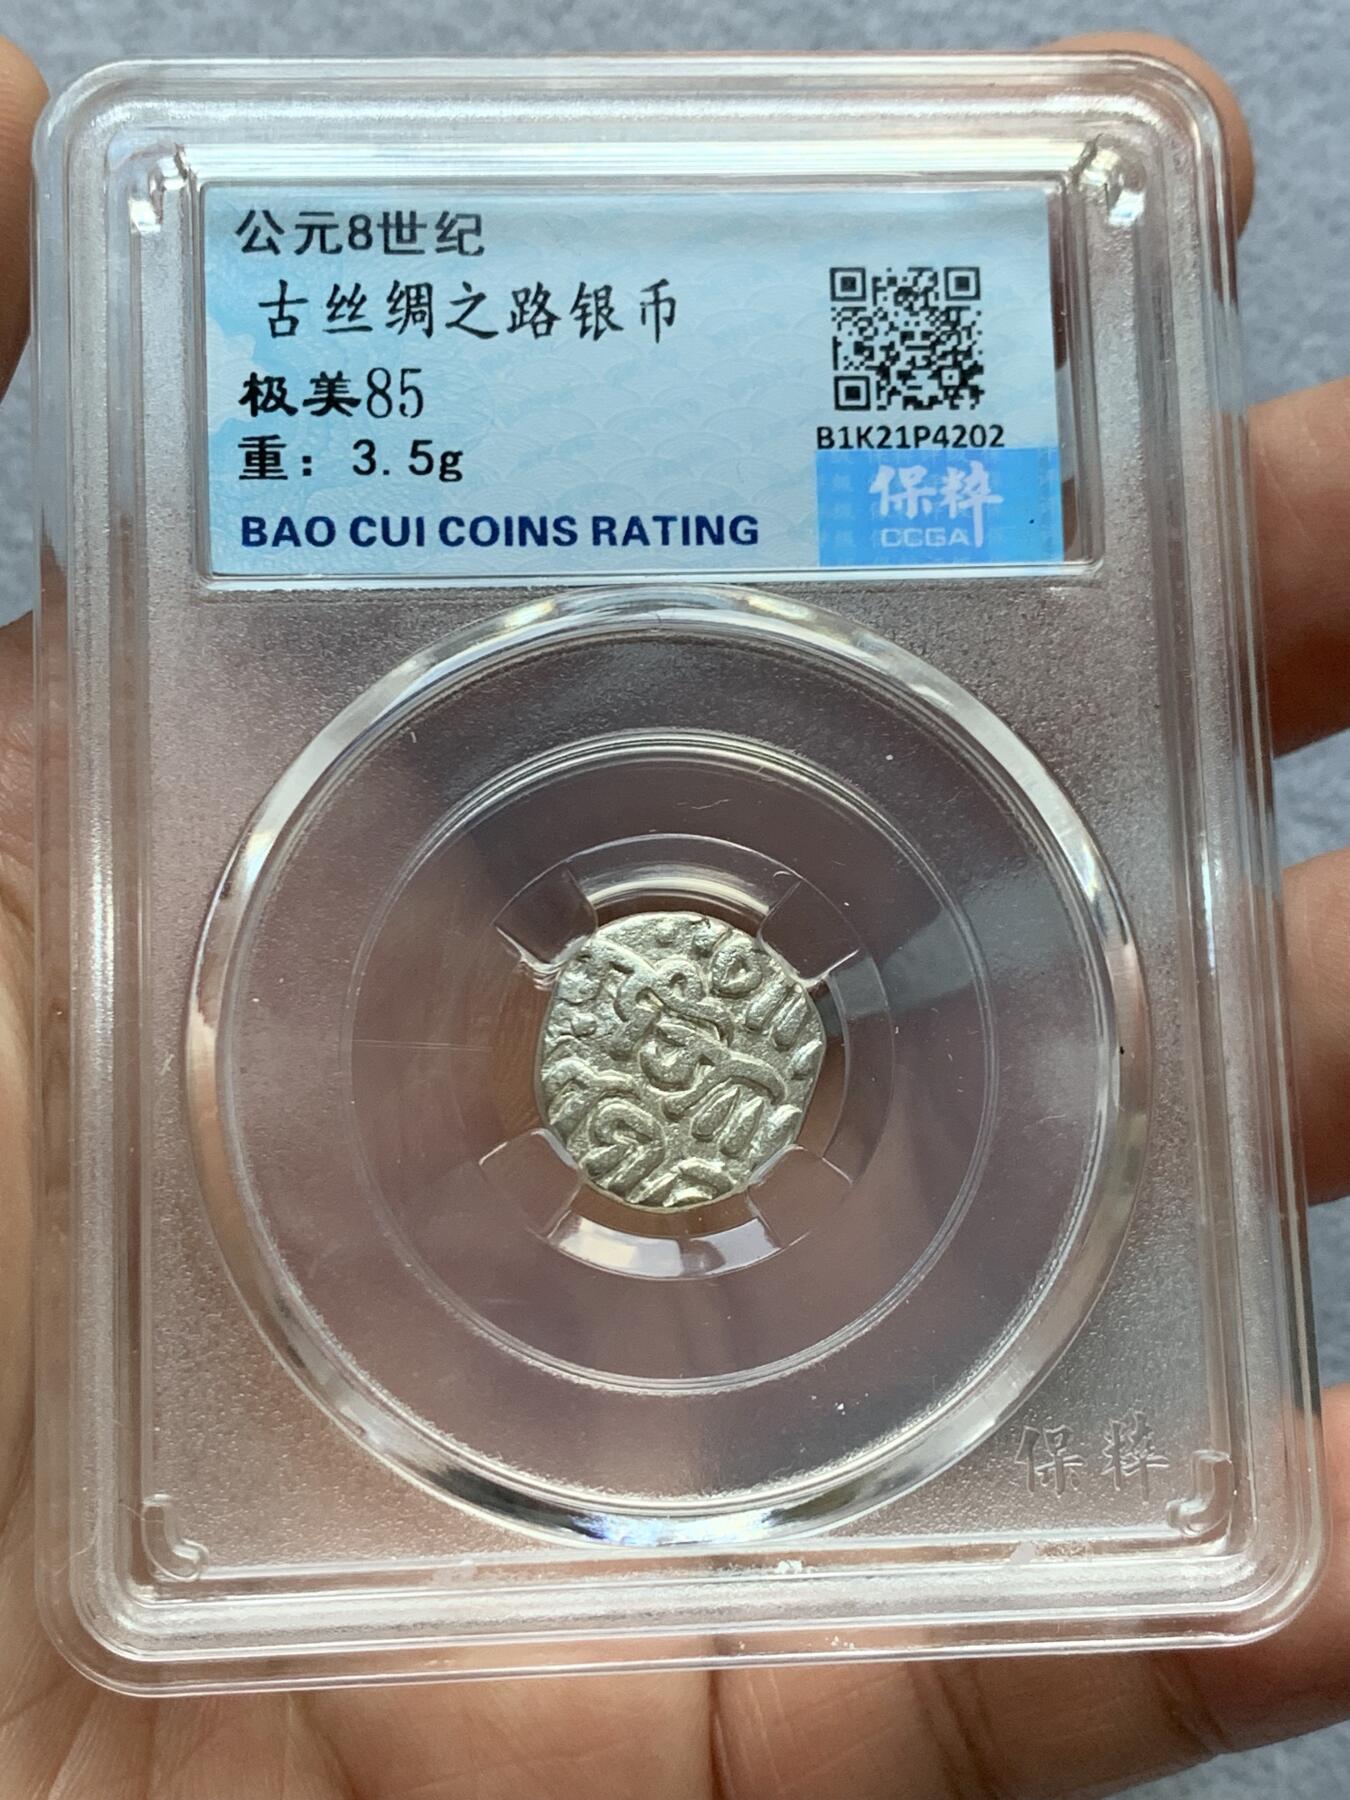 公元8世纪
古丝绸之路银币
极美85
重：3.5g
BAO CUI COINS RATING
B1K21P4202
保粹
CCGA
保粹